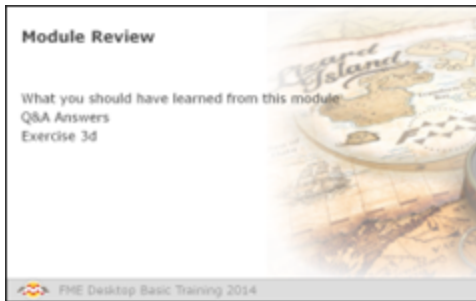 Module Review
Lizard
Island
What you should have learned from this module
Q&A Answers
Exercise 3d
FME Desktop Basic Training 2014